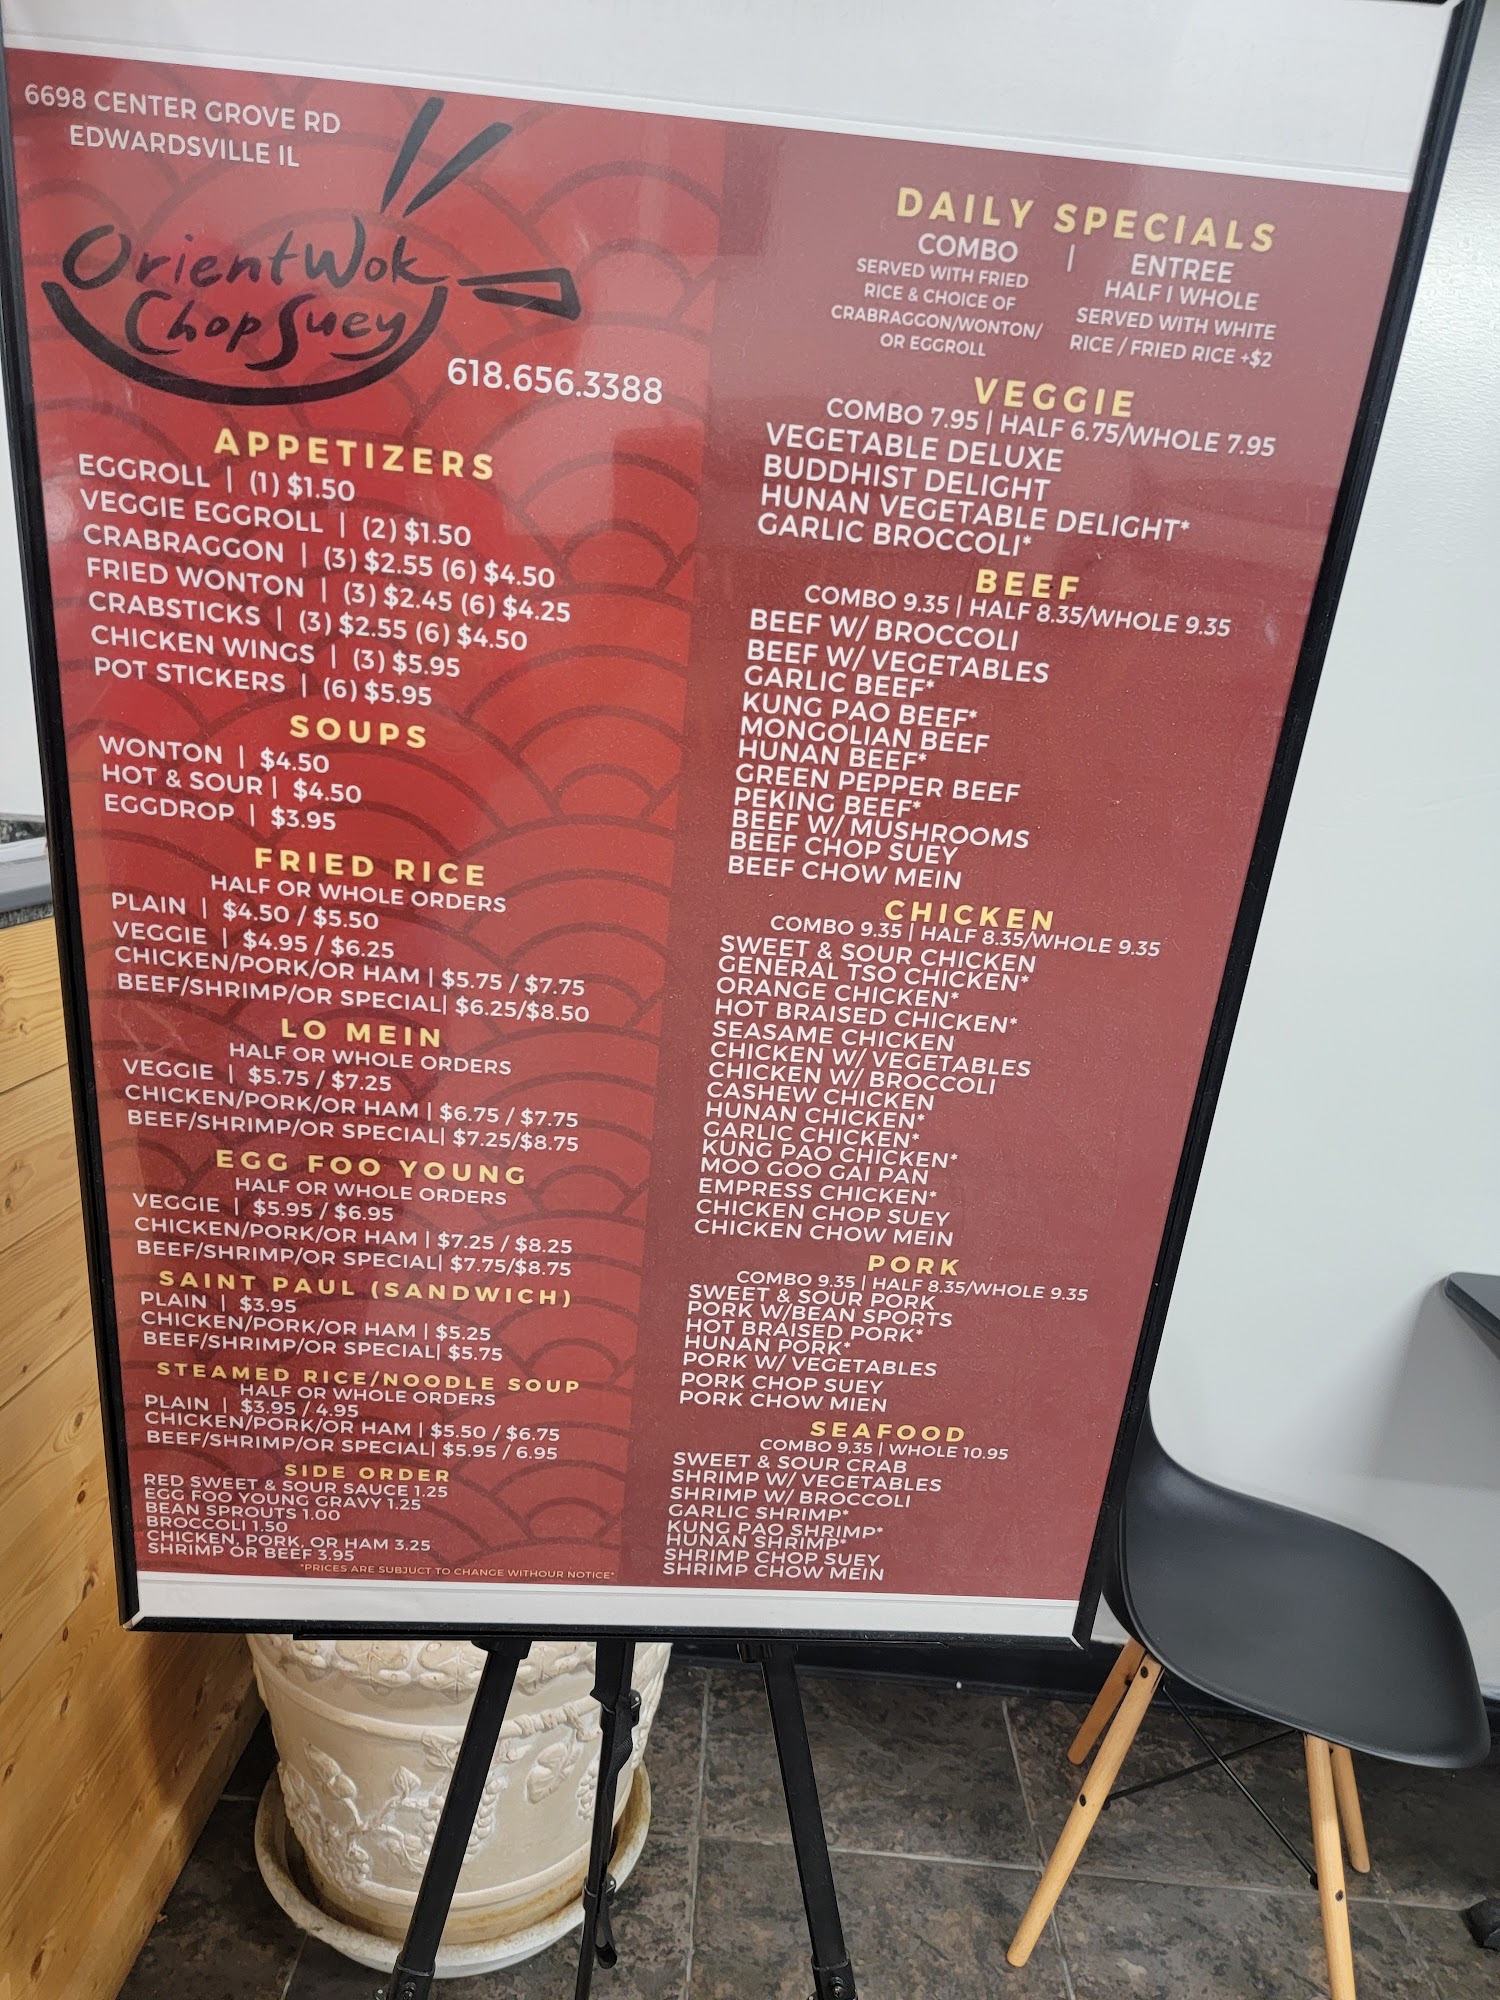 6698 CENTER GROVE RD
EDWARDSVILLE IL
Orient Wok
Chop Suey
618.656.3388
APPETIZERS
EGGROLL | (1) $1.50
VEGGIE EGGROLL | (2) $1.50
CRABRAGGON | (3) $2.55 (6) $4.50
FRIED WONTON | (3) $2.45 (6) $4.25
CRABSTICKS | (3) $2.55 (6) $4.50
CHICKEN WINGS | (3) $5.95
POT STICKERS | (6) $5.95
SOUPS
WONTON | $4.50
HOT & SOUR | $4.50
EGGDROP | $3.95
FRIED RICE
HALF OR WHOLE ORDERS
PLAIN | $4.50 / $5.50
VEGGIE | $4.95 / $6.25
CHICKEN/PORK/OR HAM | $5.75 / $7.75
BEEF/SHRIMP/OR SPECIAL| $6.25/$8.50
LO MEIN
HALF OR WHOLE ORDERS
VEGGIE | $5.75 / $7.25
CHICKEN/PORK/OR HAM | $6.75 / $7.75
BEEF/SHRIMP/OR SPECIAL| $7.25/$8.75
EGG FOO YOUNG
HALF OR WHOLE ORDERS
VEGGIE | $5.95 / $6.95
CHICKEN/PORK/OR HAM | $7.25 / $8.25
BEEF/SHRIMP/OR SPECIAL| $7.75/$8.75
SAINT PAUL (SANDWICH)
PLAIN | $3.95
CHICKEN/PORK/OR HAM | $5.25
BEEF/SHRIMP/OR SPECIAL| $5.75
STEAMED RICE/NOODLE SOUP
HALF OR WHOLE ORDERS
PLAIN | $3.95 / 4.95
CHICKEN/PORK/OR HAM | $5.50 / $6.75
BEEF/SHRIMP/OR SPECIAL| $5.95 / 6.95
SIDE ORDER
RED SWEET & SOUR SAUCE 1.25
EGG FOO YOUNG GRAVY 1.25
BEAN SPROUTS 1.00
BROCCOLI 1.50
CHICKEN, PORK, OR HAM 3.25
SHRIMP OR BEEF 3.95
*PRICES ARE SUBJUCT TO CHANGE WITHOUR NOTICE*
DAILY SPECIALS
COMBO
SERVED WITH FRIED
RICE & CHOICE OF
CRABRAGGON/WONTON/
OR EGGROLL
|
ENTREE
HALF I WHOLE
SERVED WITH WHITE
RICE / FRIED RICE +$2
VEGGIE
COMBO 7.95 | HALF 6.75/WHOLE 7.95
VEGETABLE DELUXE
BUDDHIST DELIGHT
HUNAN VEGETABLE DELIGHT*
GARLIC BROCCOLI*
BEEF
COMBO 9.35 | HALF 8.35/WHOLE 9.35
BEEF W/ BROCCOLI
BEEF W/ VEGETABLES
GARLIC BEEF*
KUNG PAO BEEF*
MONGOLIAN BEEF
HUNAN BEEF*
GREEN PEPPER BEEF
PEKING BEEF*
BEEF W/ MUSHROOMS
BEEF CHOP SUEY
BEEF CHOW MEIN
CHICKEN
COMBO 9.35 | HALF 8.35/WHOLE 9.35
SWEET & SOUR CHICKEN
GENERAL TSO CHICKEN*
ORANGE CHICKEN*
HOT BRAISED CHICKEN*
SEASAME CHICKEN
CHICKEN W/ VEGETABLES
CHICKEN W/ BROCCOLI
CASHEW CHICKEN
HUNAN CHICKEN*
GARLIC CHICKEN*
KUNG PAO CHICKEN*
MOO GOO GAI PAN
EMPRESS CHICKEN*
CHICKEN CHOP SUEY
CHICKEN CHOW MEIN
PORK
COMBO 9.35 | HALF 8.35/WHOLE 9.35
SWEET & SOUR PORK
PORK W/BEAN SPORTS
HOT BRAISED PORK*
HUNAN PORK*
PORK W/ VEGETABLES
PORK CHOP SUEY
PORK CHOW MIEN
SEAFOOD
COMBO 9.35 | WHOLE 10.95
SWEET & SOUR CRAB
SHRIMP W/ VEGETABLES
SHRIMP W/ BROCCOLI
GARLIC SHRIMP*
KUNG PAO SHRIMP*
HUNAN SHRIMP*
SHRIMP CHOP SUEY
SHRIMP CHOW MEIN